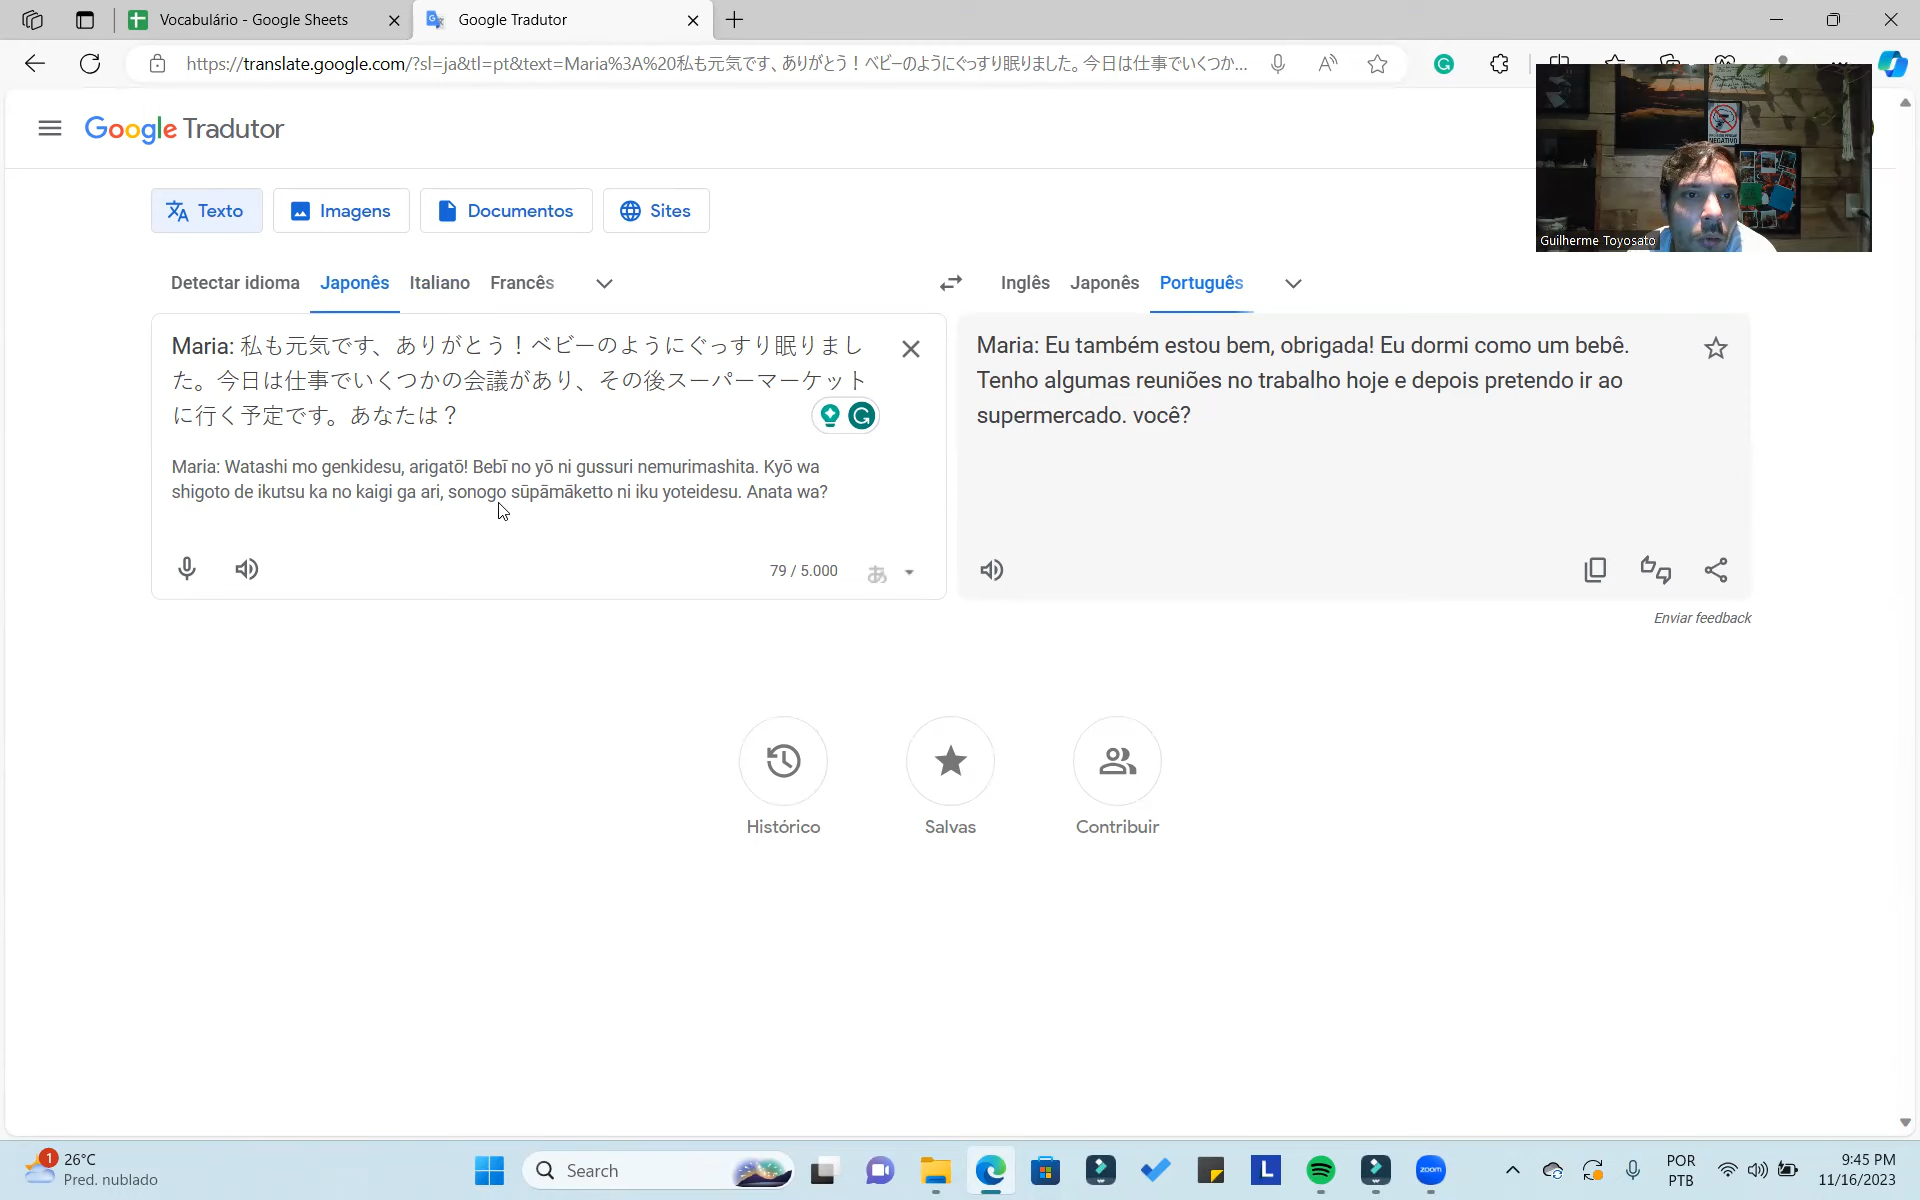 Vocabulário - Google Sheets
Google Tradutor
https://translate.google.com/?sl=ja&tl=pt&text=Maria%3A%20私も元気です、ありがとう！ベビーのようにぐっすり眠りました。今日は仕事でいくつか...
Google Tradutor
NEGATIVO
Guilherme Toyosato
Texto
Imagens
Documentos
Sites
Detectar idioma
Japonês
Italiano
Francês
Inglês
Japonês
Português
Maria: 私も元気です、ありがとう！ベビーのようにぐっすり眠りまし
た。今日は仕事でいくつかの会議があり、その後スーパーマーケット
に行く予定です。あなたは？
Maria: Watashi mo genkidesu, arigatō! Bebī no yō ni gussuri nemurimashita. Kyō wa
shigoto de ikutsu ka no kaigi ga ari, sonogo sūpāmāketto ni iku yoteidesu. Anata wa?
79 / 5.000
あ
Maria: Eu também estou bem, obrigada! Eu dormi como um bebê.
Tenho algumas reuniões no trabalho hoje e depois pretendo ir ao
supermercado. você?
Enviar feedback
Histórico
Salvas
Contribuir
1
26°C
Pred. nublado
Search
L
zoom
POR
PTB
9:45 PM
11/16/2023